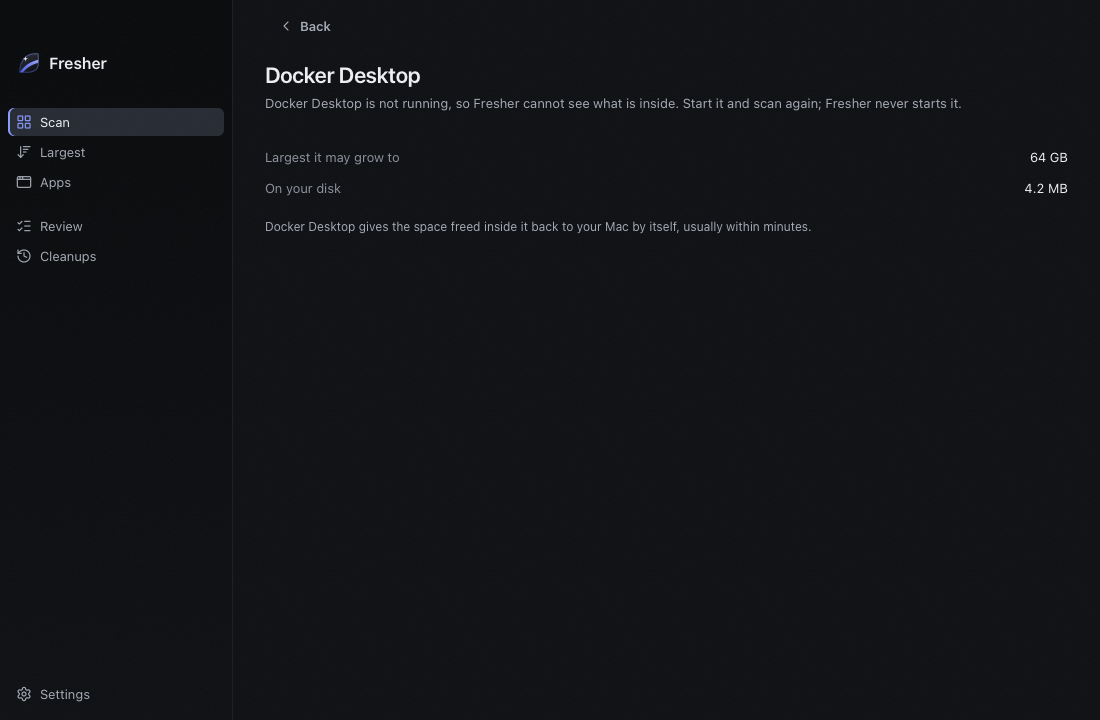 Back
Fresher
Docker Desktop
Docker Desktop is not running, so Fresher cannot see what is inside. Start it and scan again; Fresher never starts it.
Scan
Largest
Apps
Review
Cleanups
Largest it may grow to 64 GB
On your disk 4.2 MB
Docker Desktop gives the space freed inside it back to your Mac by itself, usually within minutes.
Settings